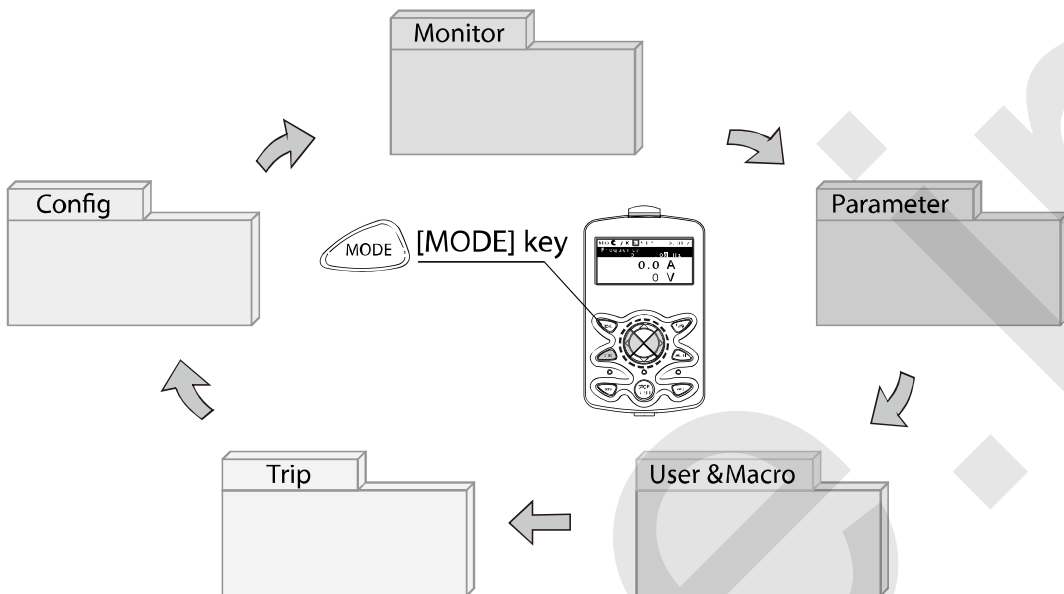 Monitor
Config
Parameter
MODE
[MODE] key
0.0 A
0 V
Trip
User &Macro